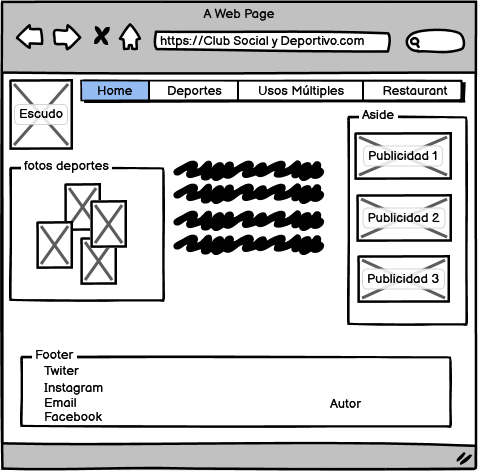 A Web Page
https://Club Social y Deportivo.com
Home Deportes Usos Múltiples Restaurant
Escudo
Aside
Publicidad 1
fotos deportes
Publicidad 2
Publicidad 3
Footer
Twiter
Instagram
Email
Autor
Facebook